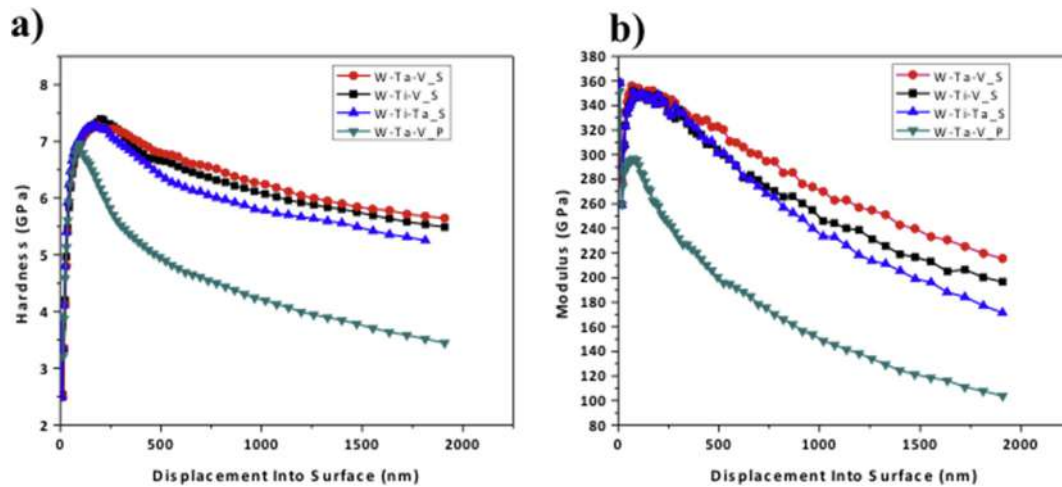 a)
8
7
6
5
4
3
2
Hardness (GPa)
W-Ta-V_S
W-Ti-V_S
W-Ti-Ta_S
W-Ta-V_P
0
500
1000
1500
2000
Displacement Into Surface (nm)
b)
380
360
340
320
300
280
260
240
220
200
180
160
140
120
100
80
Modulus (GPa)
W-Ta-V_S
W-Ti-V_S
W-Ti-Ta_S
W-Ta-V_P
0
500
1000
1500
2000
Displacement Into Surface (nm)